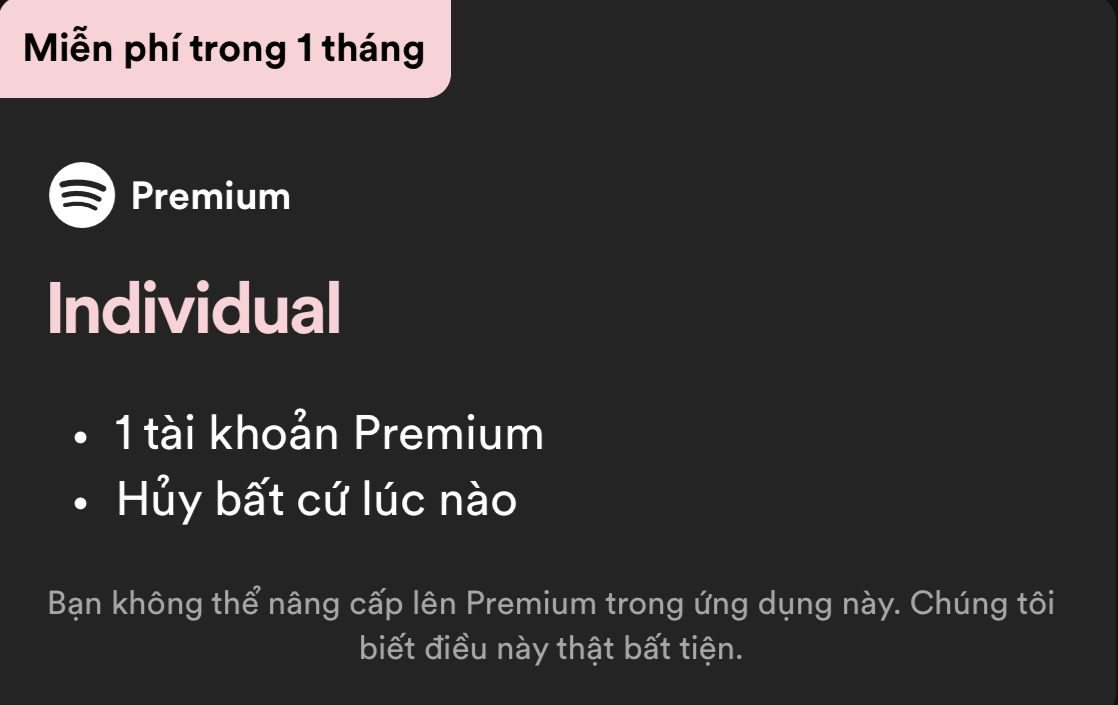 Miễn phí trong 1 tháng
Premium
Individual
• 1 tài khoản Premium
• Hủy bất cứ lúc nào
Bạn không thể nâng cấp lên Premium trong ứng dụng này. Chúng tôi
biết điều này thật bất tiện.